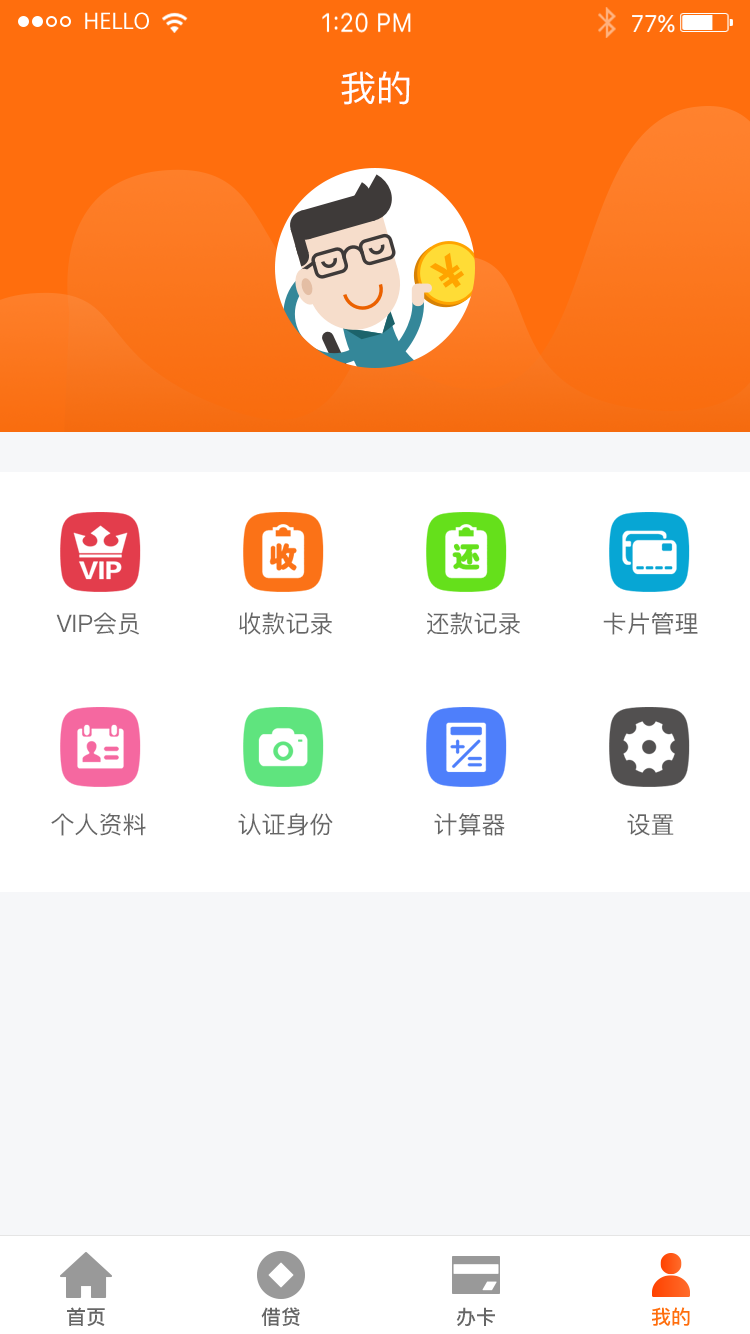 HELLO 1:20 PM 77%
我的
VIP 收 还
VIP会员 收款记录 还款记录 卡片管理
个人资料 认证身份 计算器 设置
首页 借贷 办卡 我的